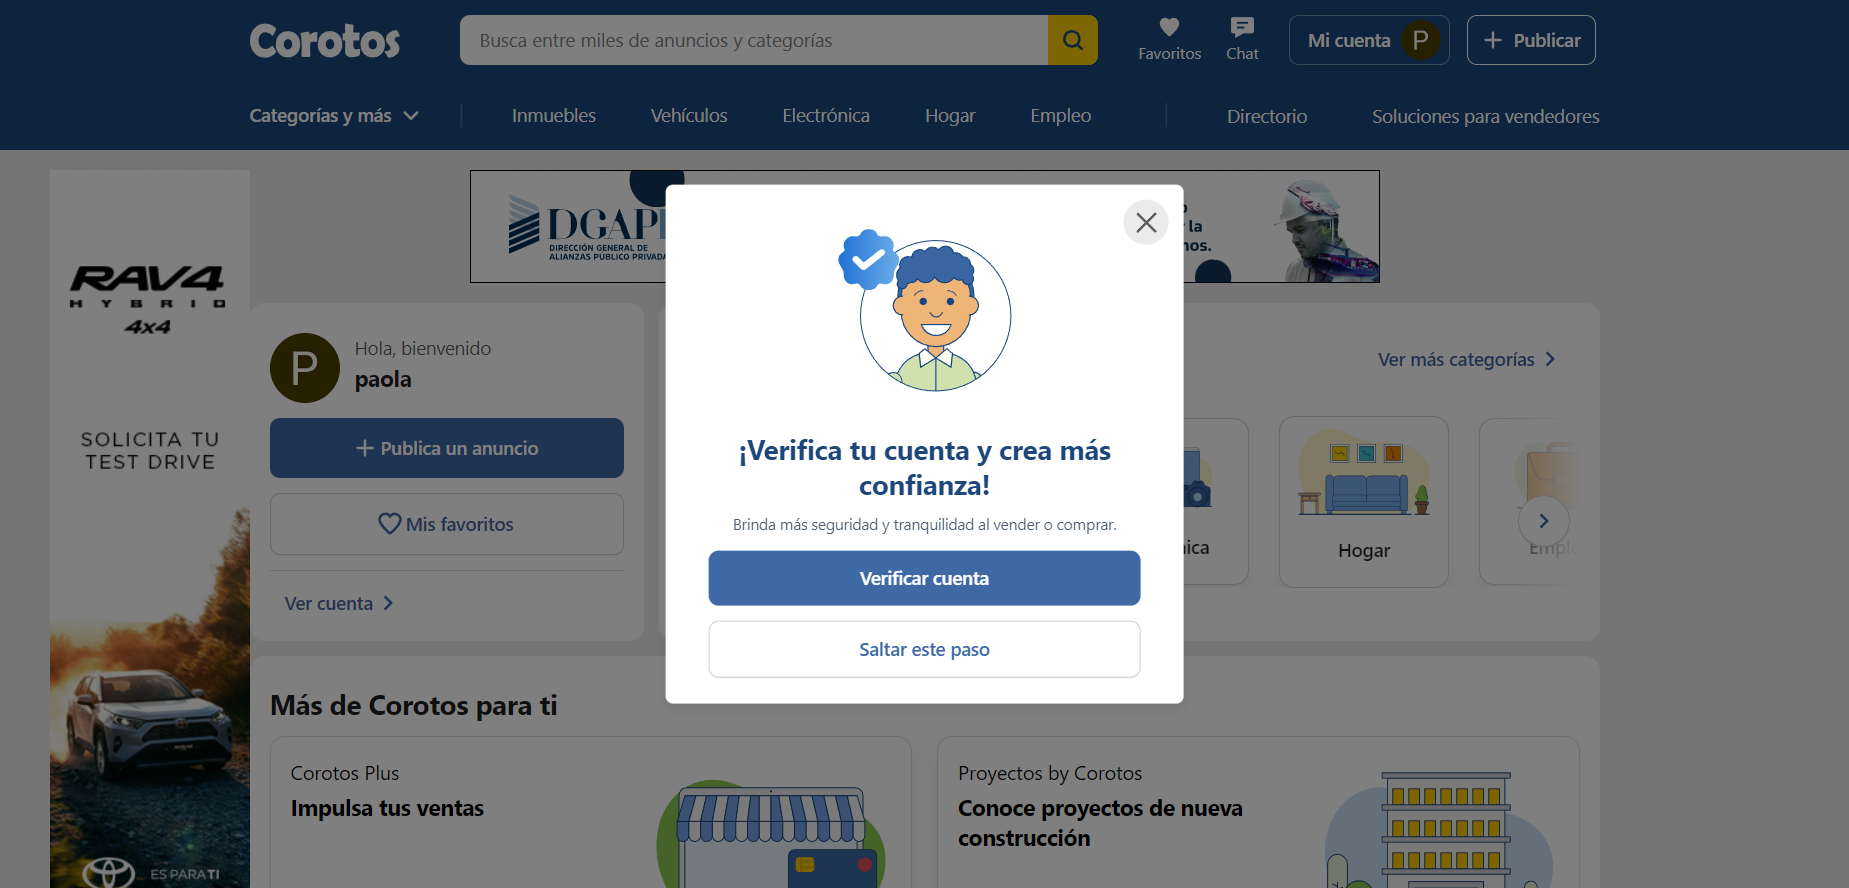 Corotos
Busca entre miles de anuncios y categorías
Favoritos
Chat
Mi cuenta P
+ Publicar
Categorías y más
Inmuebles
Vehículos
Electrónica
Hogar
Empleo
Directorio
Soluciones para vendedores
RAV4
HYBRID
4x4
SOLICITA TU
TEST DRIVE
ES PARA TI
DGAP
DIRECCIÓN GENERAL DE
ALIANZAS PÚBLICO PRIVADA
o
la
nos.
P
Hola, bienvenido
paola
+ Publica un anuncio
Mis favoritos
Ver cuenta
¡Verifica tu cuenta y crea más
confianza!
Brinda más seguridad y tranquilidad al vender o comprar.
Verificar cuenta
Saltar este paso
Ver más categorías
ica
Hogar
Emple
Más de Corotos para ti
Corotos Plus
Impulsa tus ventas
Proyectos by Corotos
Conoce proyectos de nueva
construcción